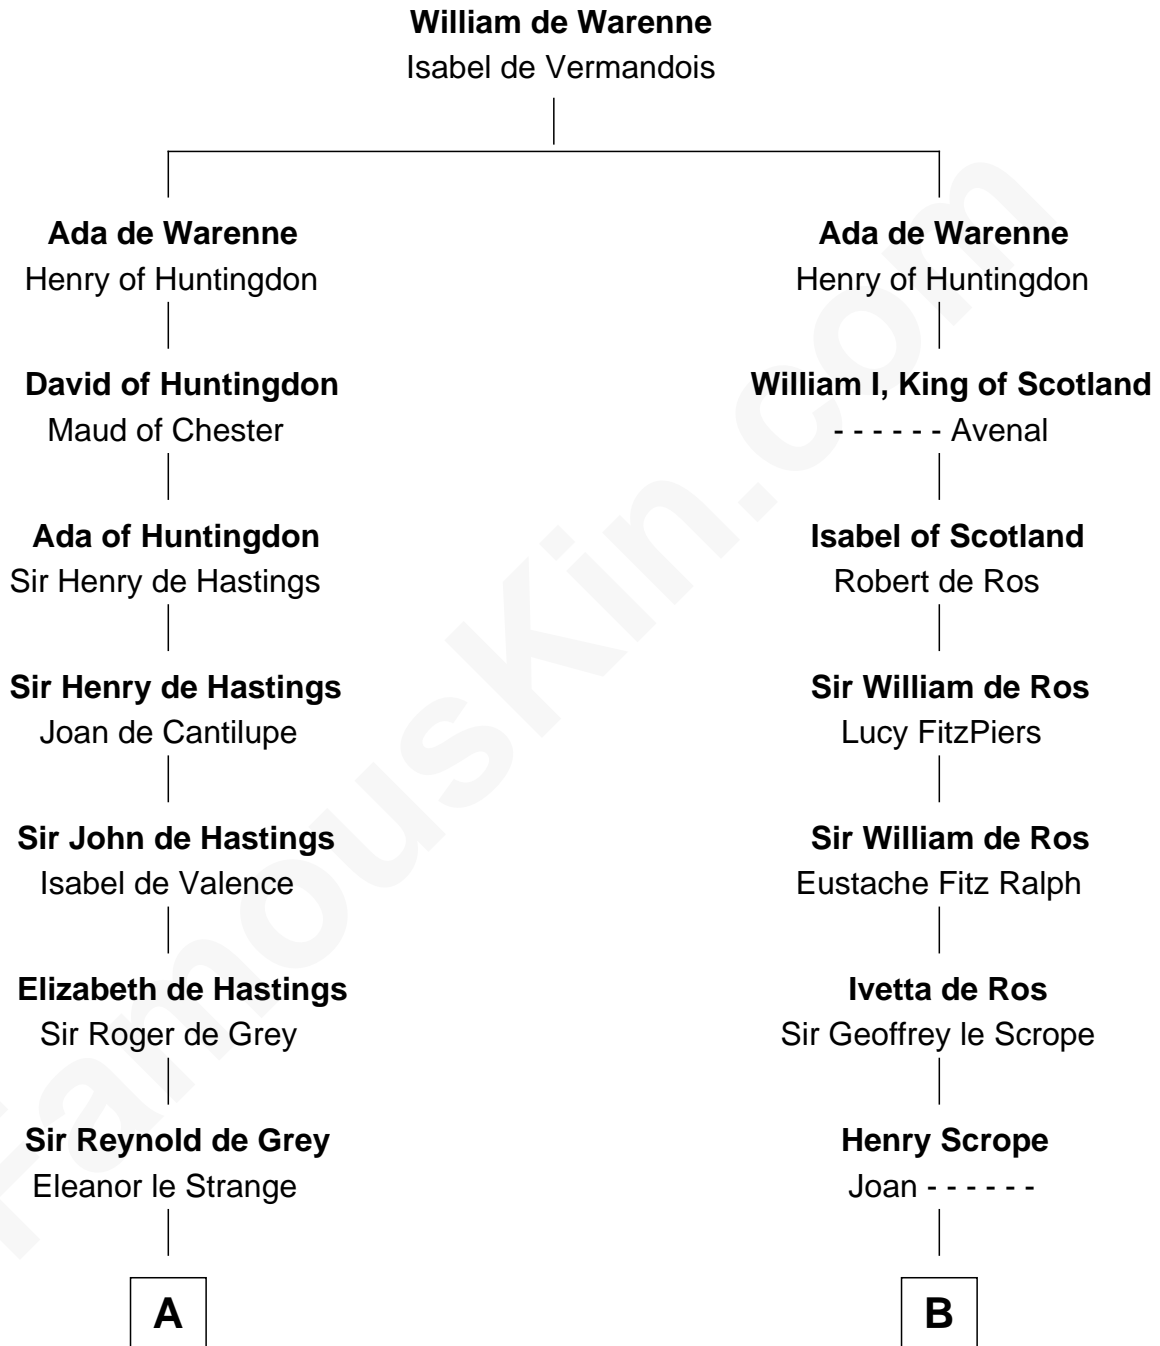 William de Warenne
Isabel de Vermandois
Ada de Warenne
Henry of Huntingdon
Ada de Warenne
Henry of Huntingdon
David of Huntingdon
Maud of Chester
William I, King of Scotland
- - - - - - Avenal
Ada of Huntingdon
Sir Henry de Hastings
Isabel of Scotland
Robert de Ros
Sir Henry de Hastings
Joan de Cantilupe
Sir William de Ros
Lucy FitzPiers
Sir John de Hastings
Isabel de Valence
Sir William de Ros
Eustache Fitz Ralph
Elizabeth de Hastings
Sir Roger de Grey
Ivetta de Ros
Sir Geoffrey le Scrope
Sir Reynold de Grey
Eleanor le Strange
Henry Scrope
Joan - - - - - -
A
B
FamousKin.com